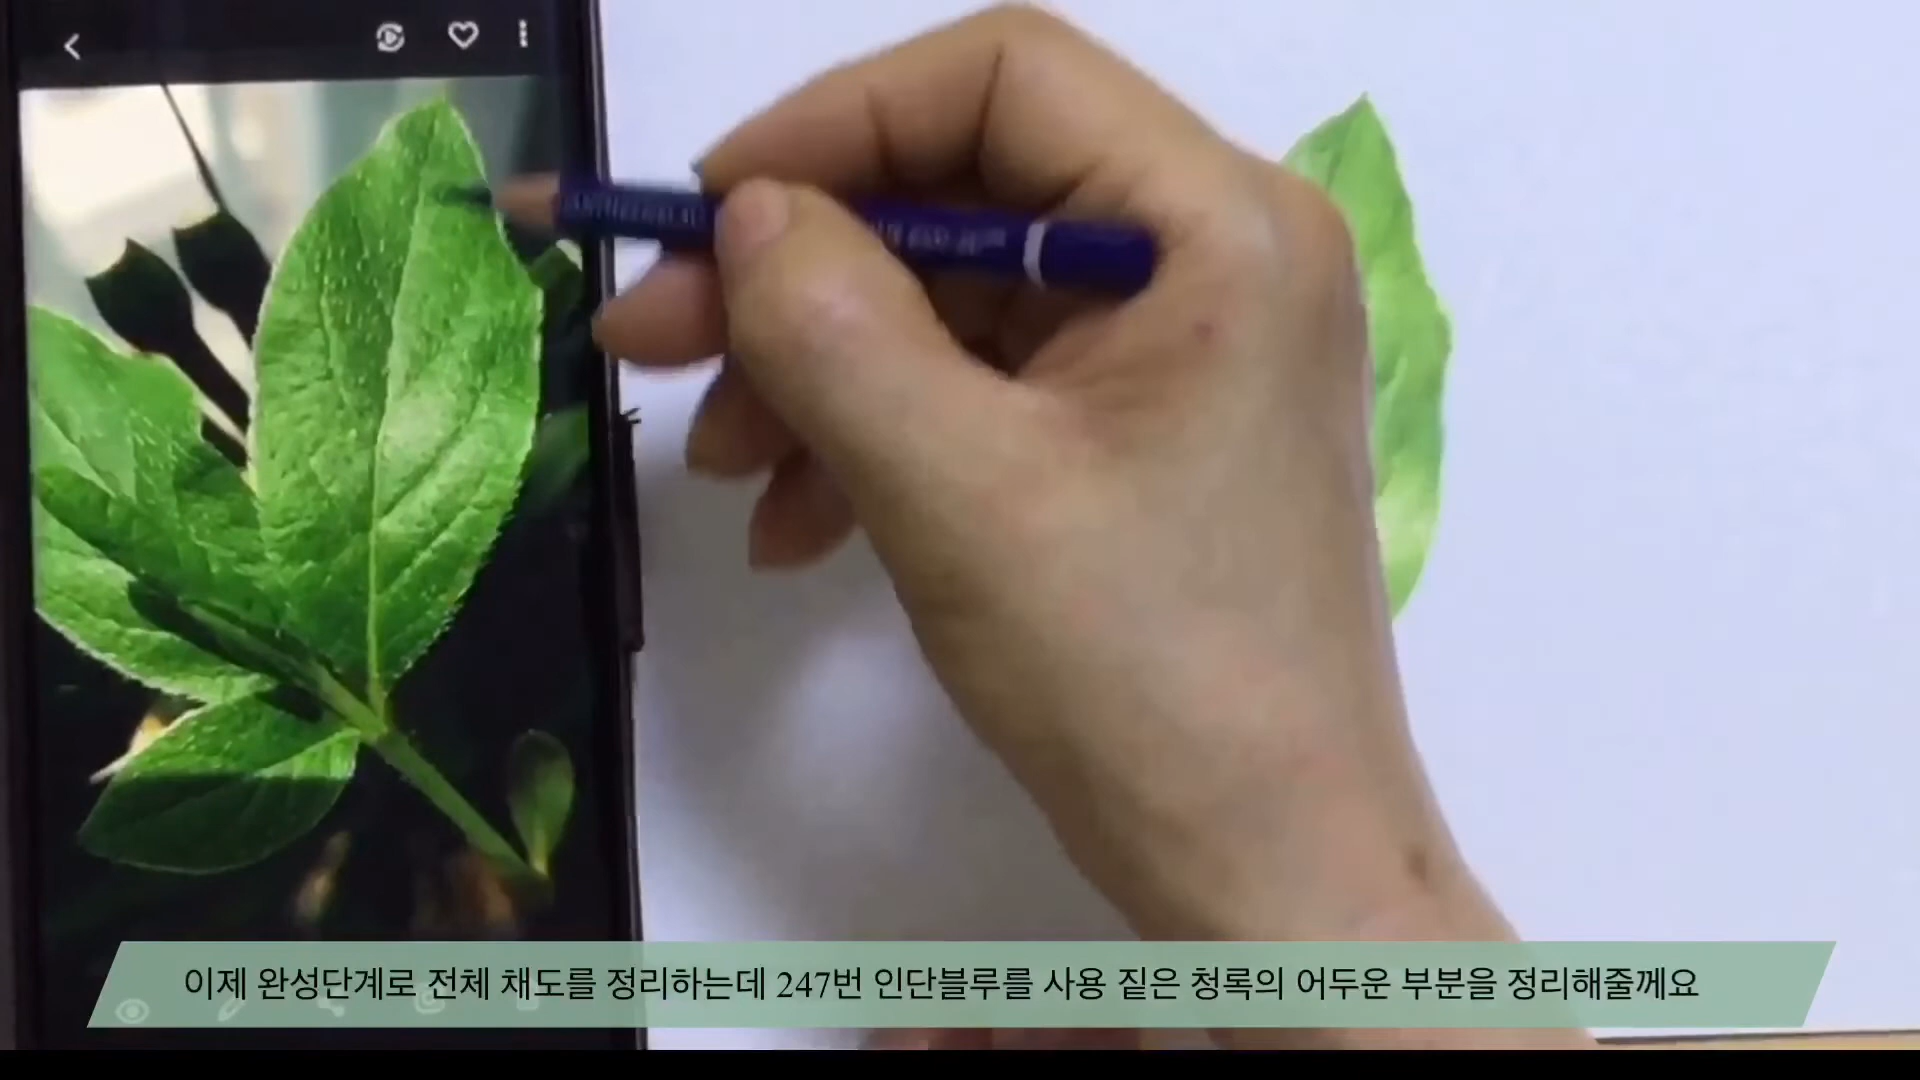 이제 완성단계로 전체 채도를 정리하는데 247번 인단블루를 사용 짙은 청록의 어두운 부분을 정리해줄께요